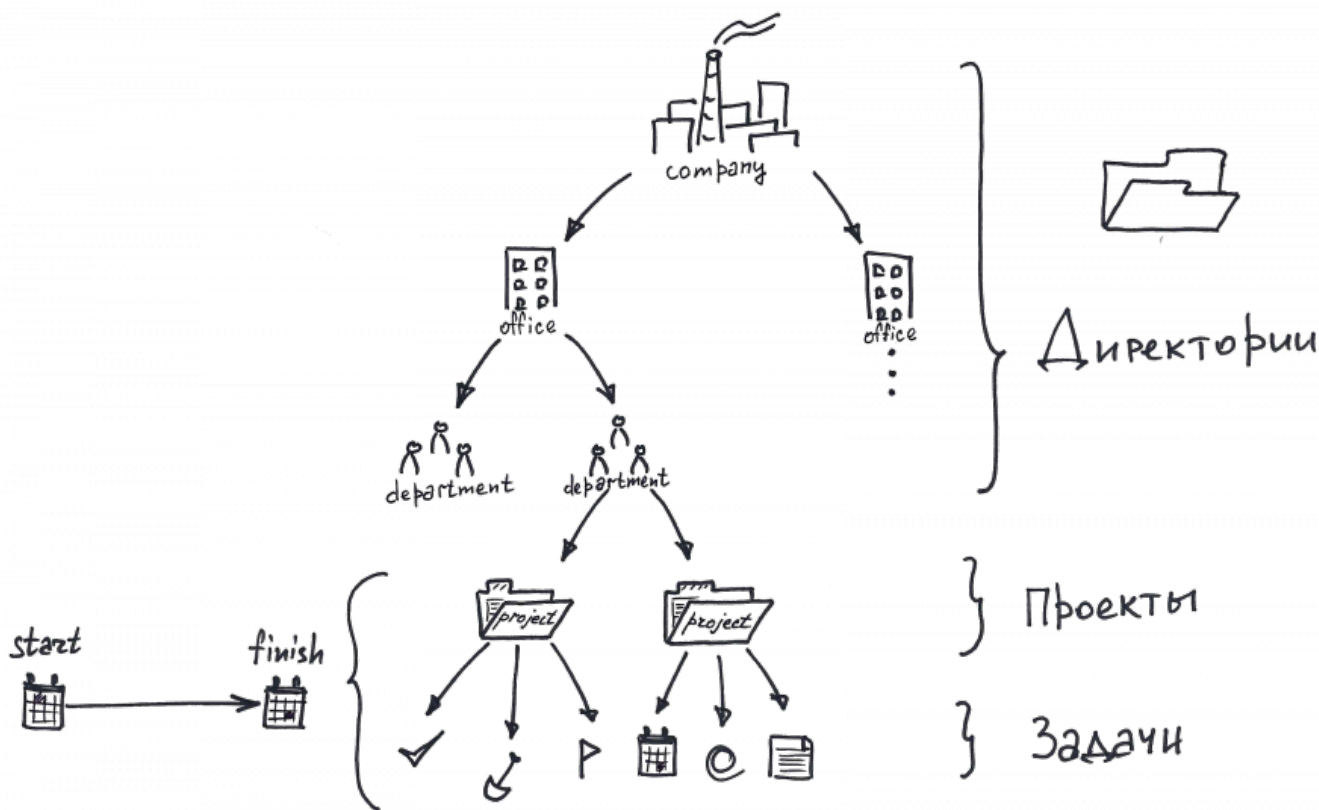 company
office
office
Директории
department
department
project
project
Проекты
start
finish
Задачи